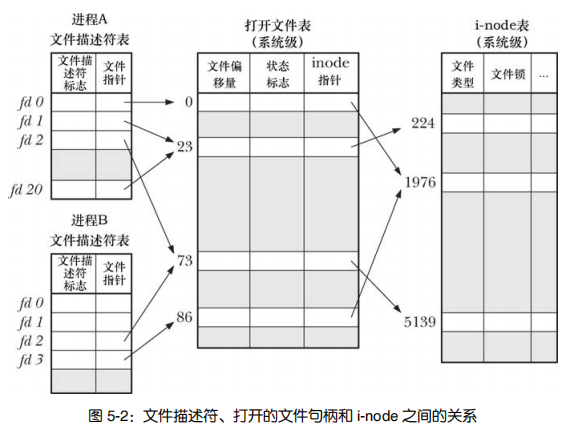 进程A
文件描述符表
文件描
述符
标志
文件
指针
fd 0
fd 1
fd 2
fd 20
进程B
文件描述符表
文件描
述符
标志
文件
指针
fd 0
fd 1
fd 2
fd 3
打开文件表
(系统级)
文件偏
移量
状态
标志
inode
指针
0
23
73
86
i-node表
(系统级)
文件
类型
文件锁
...
224
1976
5139
图 5-2：文件描述符、打开的文件句柄和 i-node 之间的关系